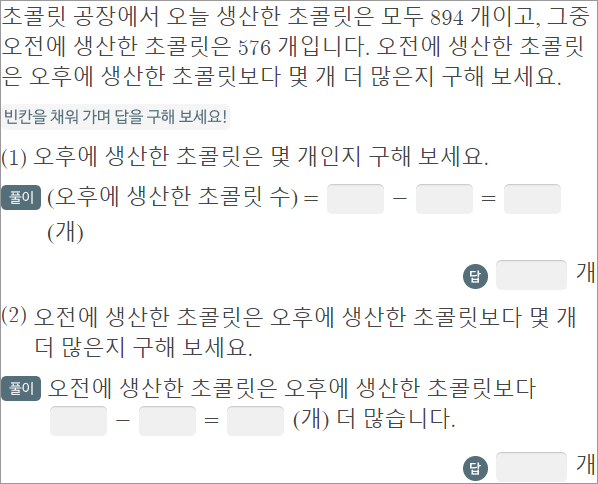 초콜릿 공장에서 오늘 생산한 초콜릿은 모두 894 개이고, 그중
오전에 생산한 초콜릿은 576 개입니다. 오전에 생산한 초콜릿
은 오후에 생산한 초콜릿보다 몇 개 더 많은지 구해 보세요.
빈칸을 채워 가며 답을 구해 보세요!
(1) 오후에 생산한 초콜릿은 몇 개인지 구해 보세요.
풀이 (오후에 생산한 초콜릿 수) = − =
(개)
답 개
(2) 오전에 생산한 초콜릿은 오후에 생산한 초콜릿보다 몇 개
더 많은지 구해 보세요.
풀이 오전에 생산한 초콜릿은 오후에 생산한 초콜릿보다
− = (개) 더 많습니다.
답 개